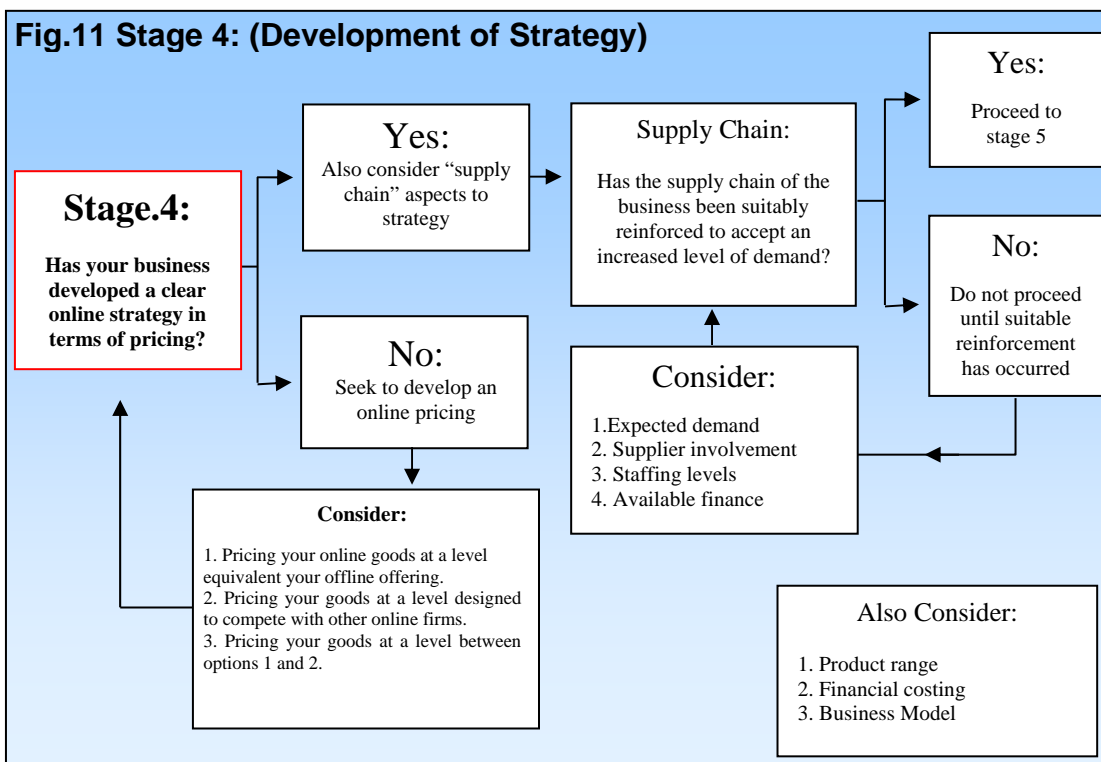 Fig.11 Stage 4: (Development of Strategy)
Stage.4:
Has your business
developed a clear
online strategy in
terms of pricing?
Yes:
Also consider “supply
chain” aspects to
strategy
No:
Seek to develop an
online pricing
Consider:
1. Pricing your online goods at a level
equivalent your offline offering.
2. Pricing your goods at a level designed
to compete with other online firms.
3. Pricing your goods at a level between
options 1 and 2.
Supply Chain:
Has the supply chain of the
business been suitably
reinforced to accept an
increased level of demand?
Yes:
Proceed to
stage 5
No:
Do not proceed
until suitable
reinforcement
has occurred
Consider:
1.Expected demand
2. Supplier involvement
3. Staffing levels
4. Available finance
Also Consider:
1. Product range
2. Financial costing
3. Business Model